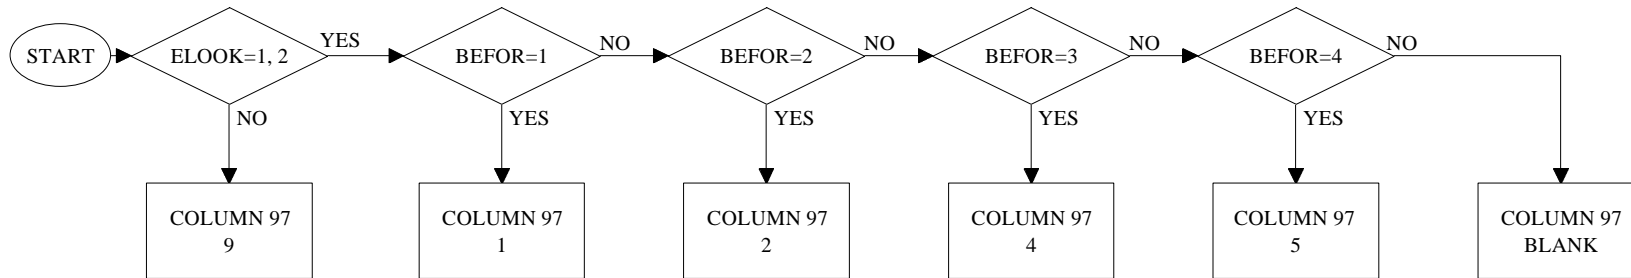 START
ELOOK=1, 2
YES
NO
BEFOR=1
NO
YES
BEFOR=2
NO
YES
BEFOR=3
NO
YES
BEFOR=4
NO
YES
COLUMN 97
9
COLUMN 97
1
COLUMN 97
2
COLUMN 97
4
COLUMN 97
5
COLUMN 97
BLANK